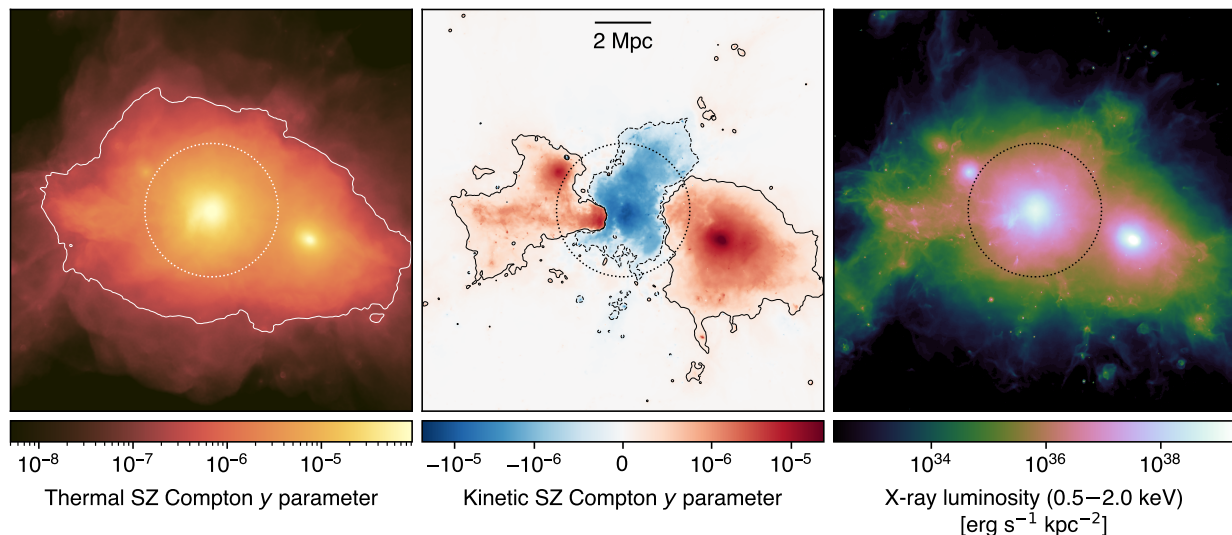 2 Mpc
10⁻⁸ 10⁻⁷ 10⁻⁶ 10⁻⁵
Thermal SZ Compton y parameter
−10⁻⁵ −10⁻⁶ 0 10⁻⁶ 10⁻⁵
Kinetic SZ Compton y parameter
10³⁴ 10³⁶ 10³⁸
X-ray luminosity (0.5−2.0 keV)
[erg s⁻¹ kpc⁻²]